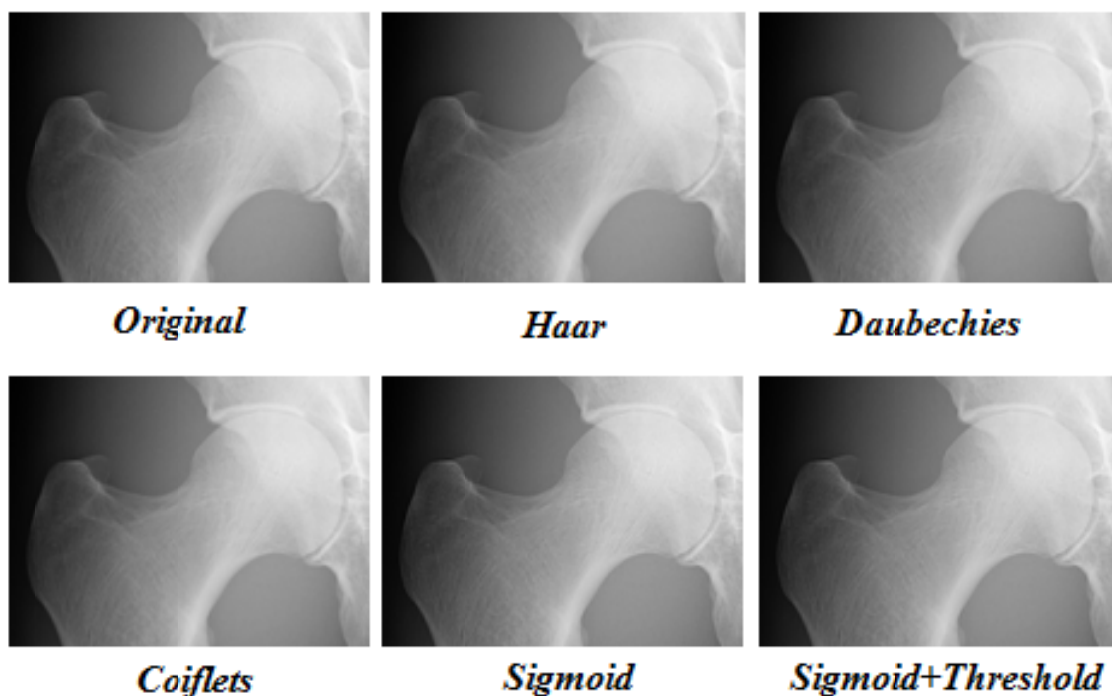 Original
Haar
Daubechies
Coiflets
Sigmoid
Sigmoid+Threshold